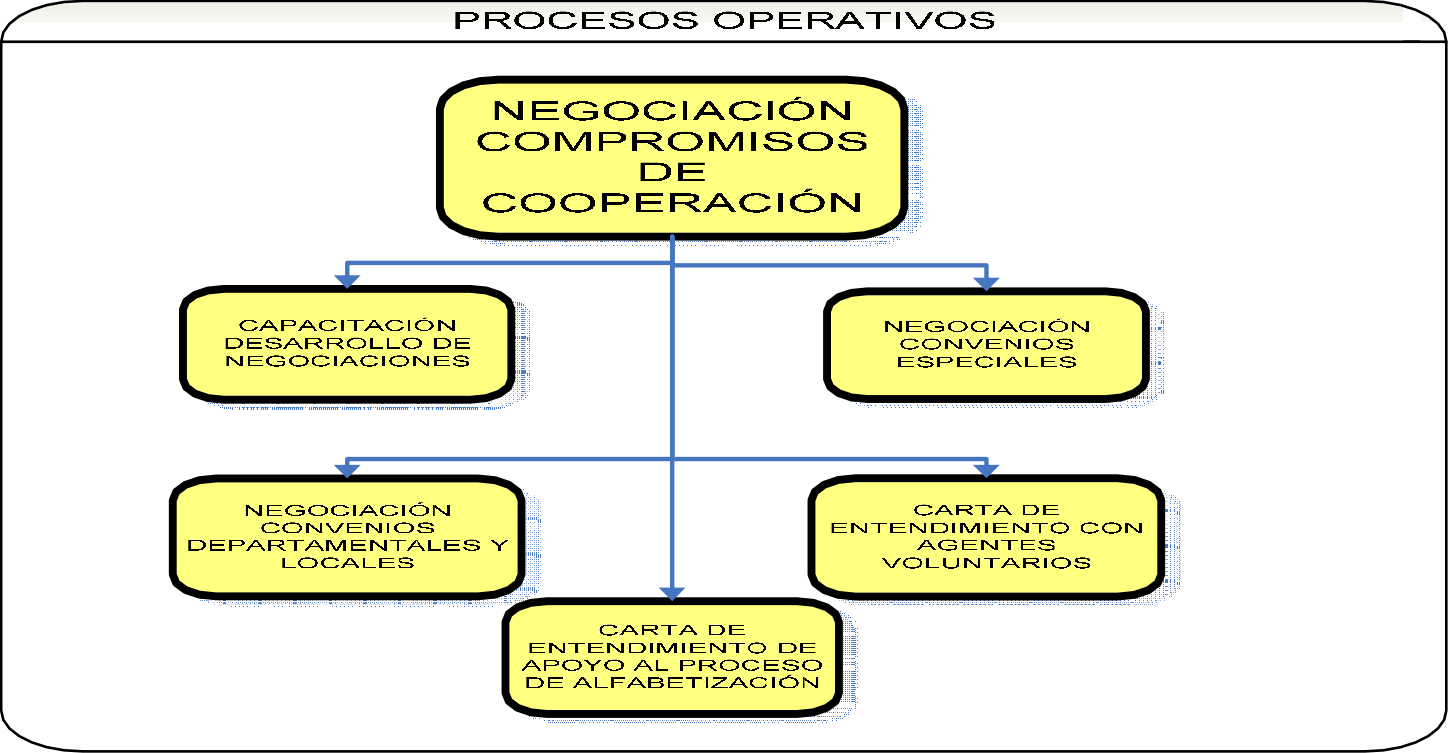 PROCESOS OPERATIVOS
NEGOCIACIÓN
COMPROMISOS
DE
COOPERACIÓN
CAPACITACIÓN
DESARROLLO DE
NEGOCIACIONES
NEGOCIACIÓN
CONVENIOS
ESPECIALES
NEGOCIACIÓN
CONVENIOS
DEPARTAMENTALES Y
LOCALES
CARTA DE
ENTENDIMIENTO CON
AGENTES
VOLUNTARIOS
CARTA DE
ENTENDIMIENTO DE
APOYO AL PROCESO
DE ALFABETIZACIÓN